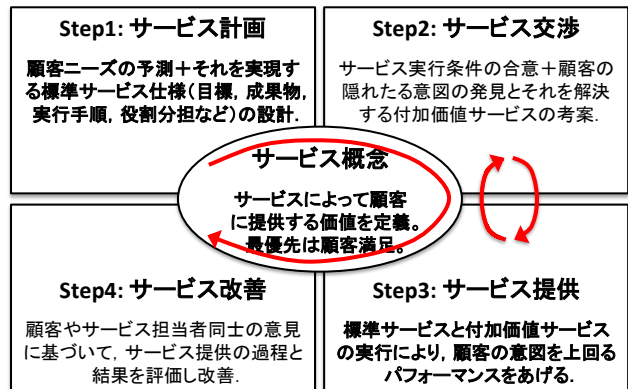 Step1: サービス計画
顧客ニーズの予測＋それを実現す
る標準サービス仕様（目標，成果物，
実行手順，役割分担など）の設計．
Step2: サービス交渉
サービス実行条件の合意＋顧客の
隠れたる意図の発見とそれを解決
する付加価値サービスの考案．
サービス概念
サービスによって顧客
に提供する価値を定義。
最優先は顧客満足。
Step4: サービス改善
顧客やサービス担当者同士の意見
に基づいて，サービス提供の過程と
結果を評価し改善．
Step3: サービス提供
標準サービスと付加価値サービス
の実行により，顧客の意図を上回る
パフォーマンスをあげる．